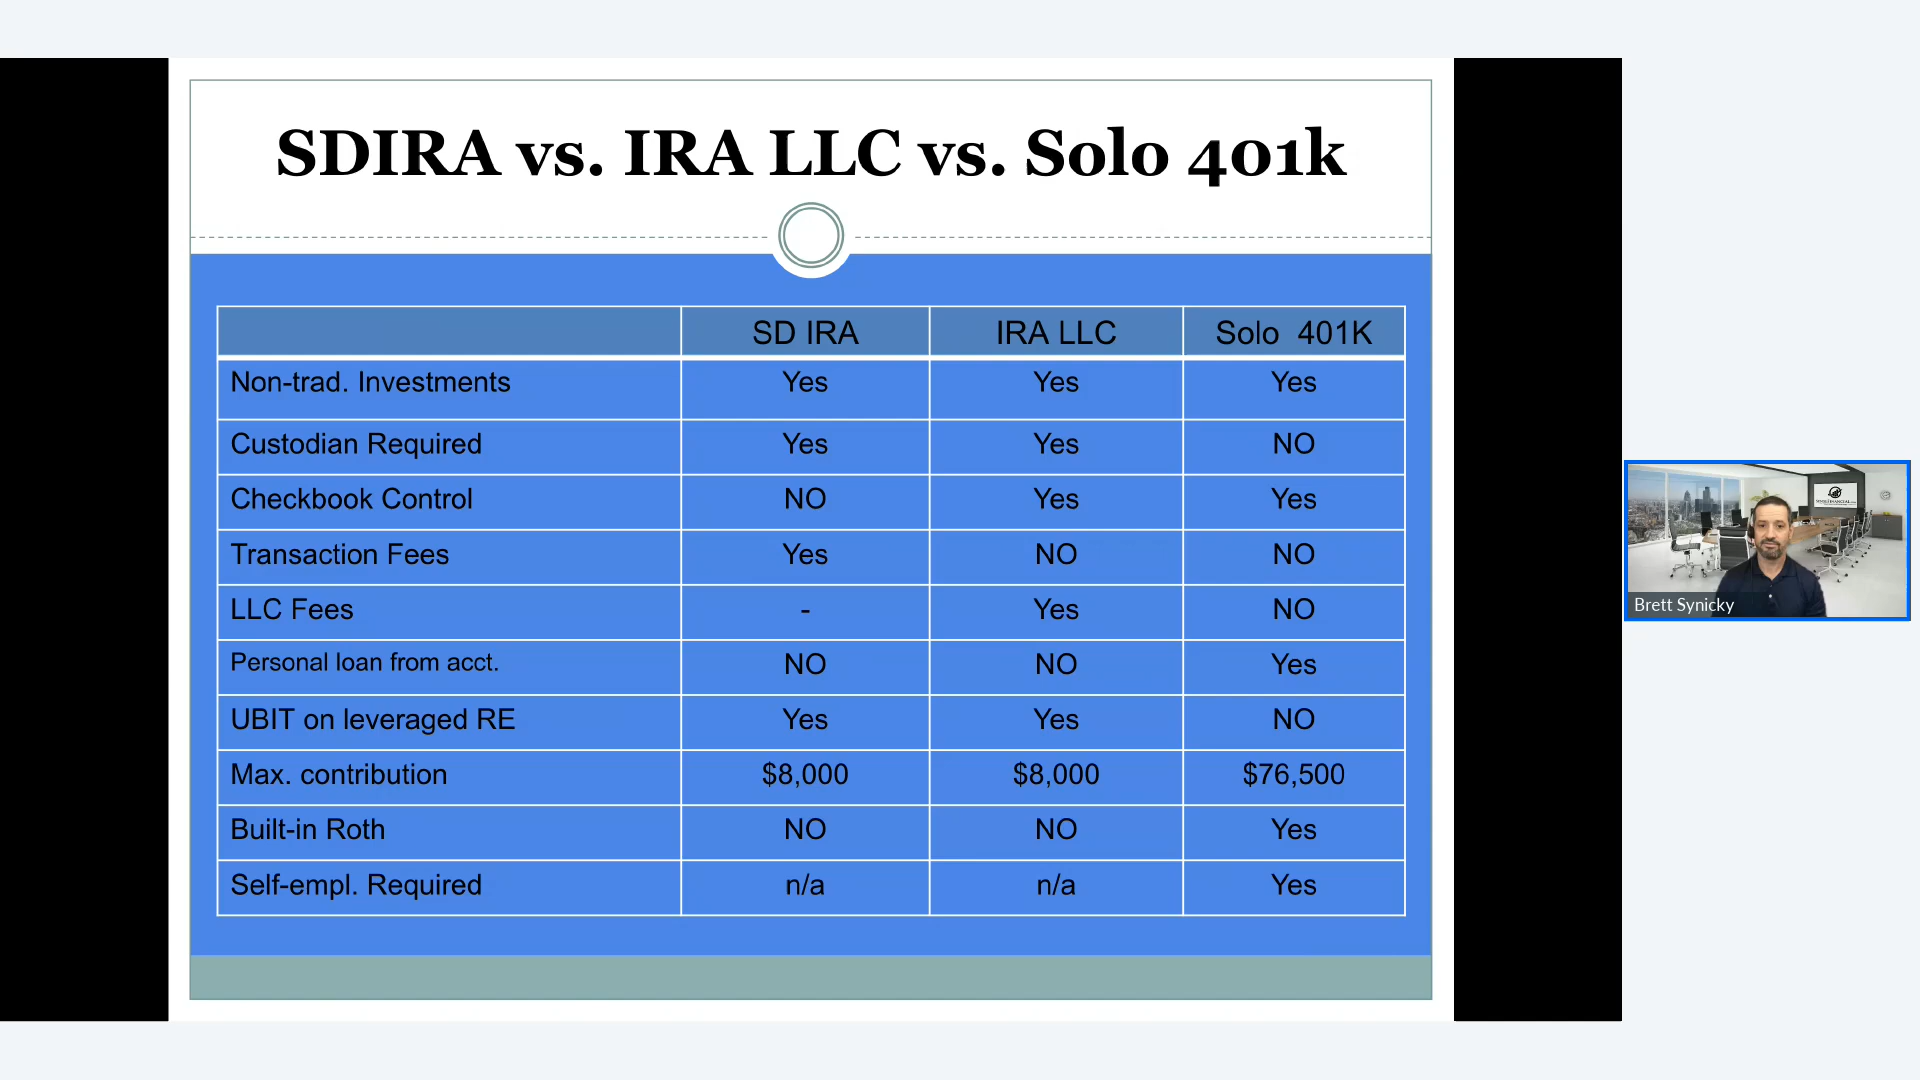 SDIRA vs. IRA LLC vs. Solo 401k
SD IRA IRA LLC Solo 401K
Non-trad. Investments Yes Yes Yes
Custodian Required Yes Yes NO
Checkbook Control NO Yes Yes
Transaction Fees Yes NO NO
LLC Fees - Yes NO
Personal loan from acct. NO NO Yes
UBIT on leveraged RE Yes Yes NO
Max. contribution $8,000 $8,000 $76,500
Built-in Roth NO NO Yes
Self-empl. Required n/a n/a Yes
Brett Synicky